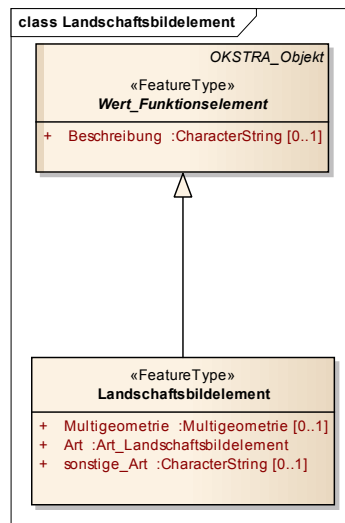 class Landschaftsbildelement
OKSTRA_Objekt
«FeatureType»
Wert_Funktionselement
+ Beschreibung :CharacterString [0..1]
«FeatureType»
Landschaftsbildelement
+ Multigeometrie :Multigeometrie [0..1]
+ Art :Art_Landschaftsbildelement
+ sonstige_Art :CharacterString [0..1]